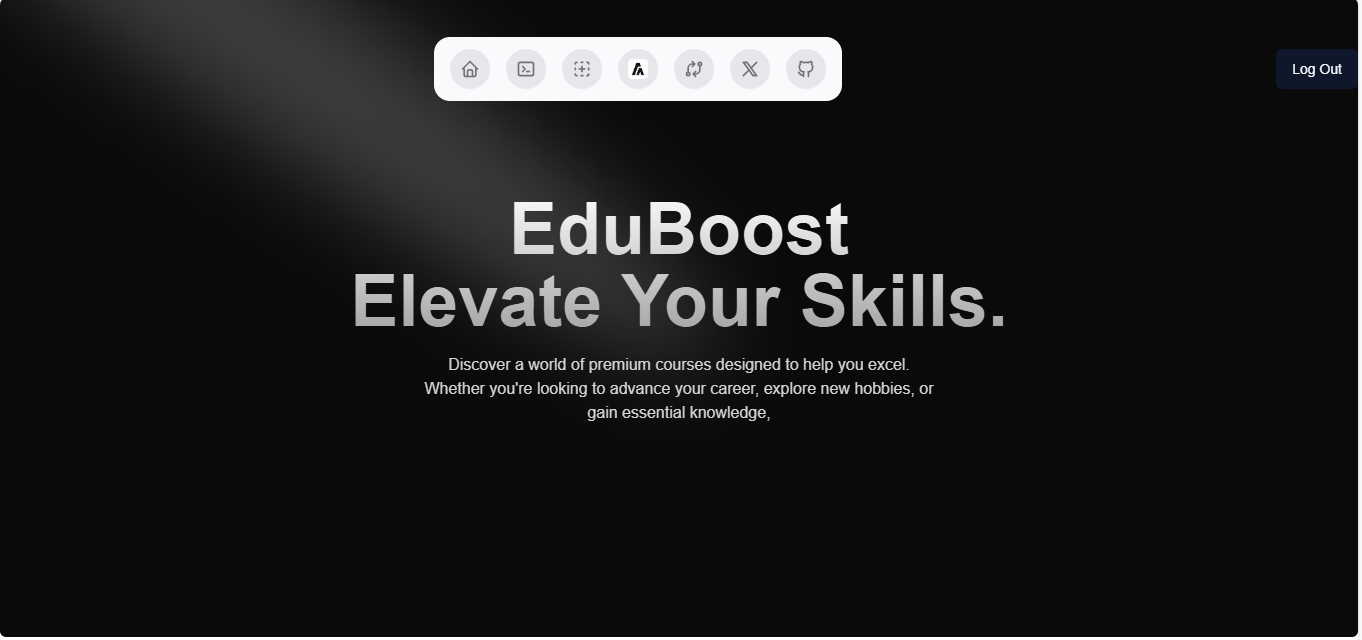 Log Out
EduBoost
Elevate Your Skills.
Discover a world of premium courses designed to help you excel.
Whether you're looking to advance your career, explore new hobbies, or
gain essential knowledge,